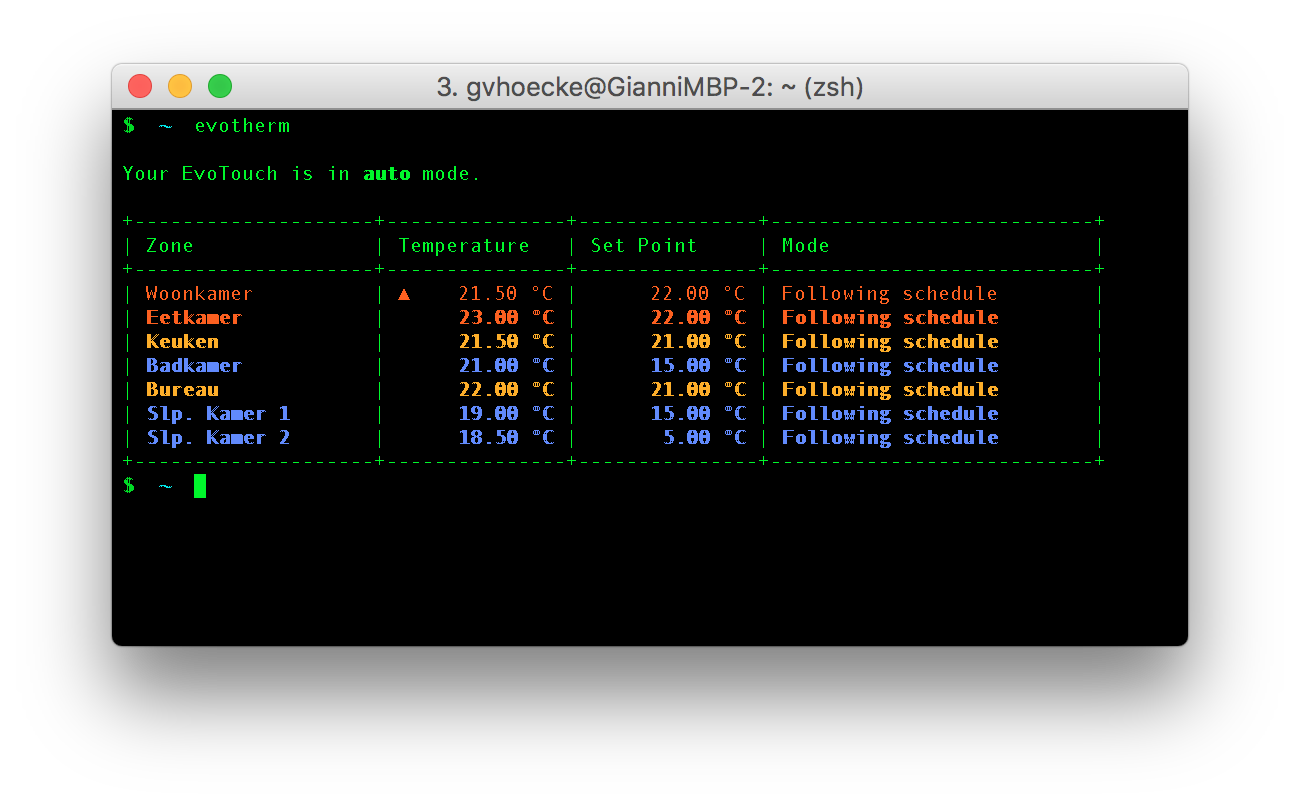 3. gvhoecke@GianniMBP-2: ~ (zsh)
$ ~ evotherm
Your EvoTouch is in auto mode.
+--------------------+---------------+---------------+---------------------------+
| Zone               | Temperature   | Set Point     | Mode                      |
+--------------------+---------------+---------------+---------------------------+
| Woonkamer          | ▲    21.50 °C |      22.00 °C | Following schedule        |
| Eetkamer           |      23.00 °C |      22.00 °C | Following schedule        |
| Keuken             |      21.50 °C |      21.00 °C | Following schedule        |
| Badkamer           |      21.00 °C |      15.00 °C | Following schedule        |
| Bureau             |      22.00 °C |      21.00 °C | Following schedule        |
| Slp. Kamer 1       |      19.00 °C |      15.00 °C | Following schedule        |
| Slp. Kamer 2       |      18.50 °C |       5.00 °C | Following schedule        |
+--------------------+---------------+---------------+---------------------------+
$ ~